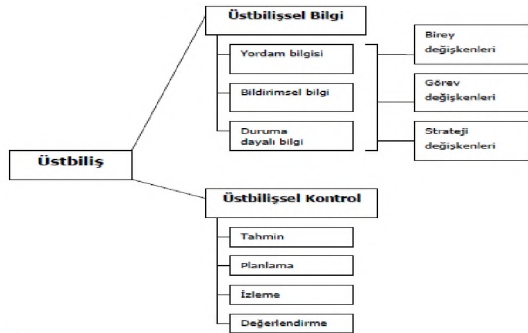 Üstbilişsel Bilgi
Yordam bilgisi
Bildirimsel bilgi
Duruma
dayalı bilgi
Birey
değişkenleri
Görev
değişkenleri
Strateji
değişkenleri
Üstbiliş
Üstbilişsel Kontrol
Tahmin
Planlama
İzleme
Değerlendirme